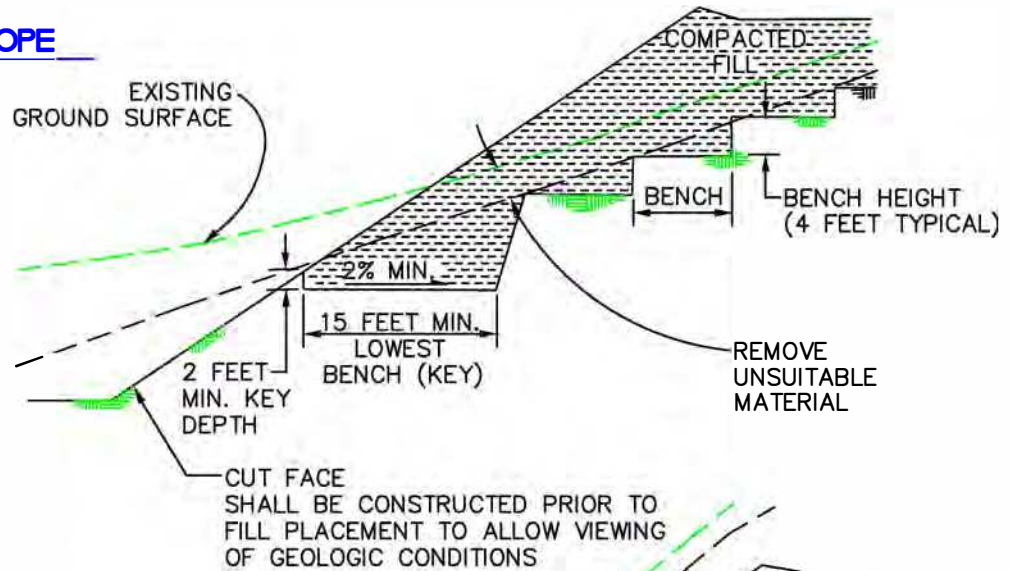 OPE
COMPACTED
FILL
EXISTING
GROUND SURFACE
BENCH
BENCH HEIGHT
(4 FEET TYPICAL)
2% MIN.
15 FEET MIN.
LOWEST
BENCH (KEY)
2 FEET
MIN. KEY
DEPTH
REMOVE
UNSUITABLE
MATERIAL
CUT FACE
SHALL BE CONSTRUCTED PRIOR TO
FILL PLACEMENT TO ALLOW VIEWING
OF GEOLOGIC CONDITIONS